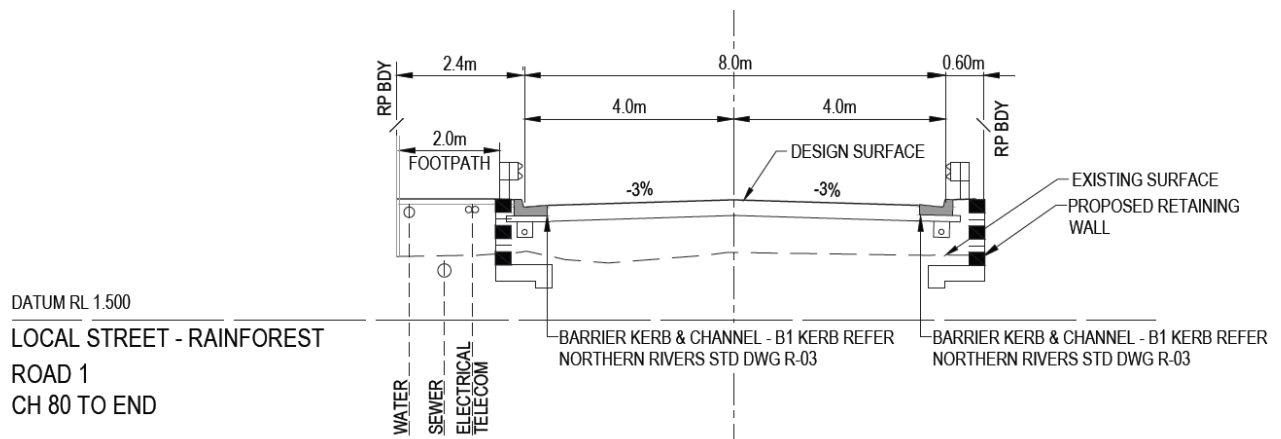 2.4m
8.0m
0.60m
RP BDY
4.0m
4.0m
RP BDY
2.0m
FOOTPATH
DESIGN SURFACE
-3%
-3%
EXISTING SURFACE
PROPOSED RETAINING
WALL
DATUM RL 1.500
LOCAL STREET - RAINFOREST
ROAD 1
CH 80 TO END
BARRIER KERB & CHANNEL - B1 KERB REFER
NORTHERN RIVERS STD DWG R-03
BARRIER KERB & CHANNEL - B1 KERB REFER
NORTHERN RIVERS STD DWG R-03
WATER
SEWER
ELECTRICAL
TELECOM